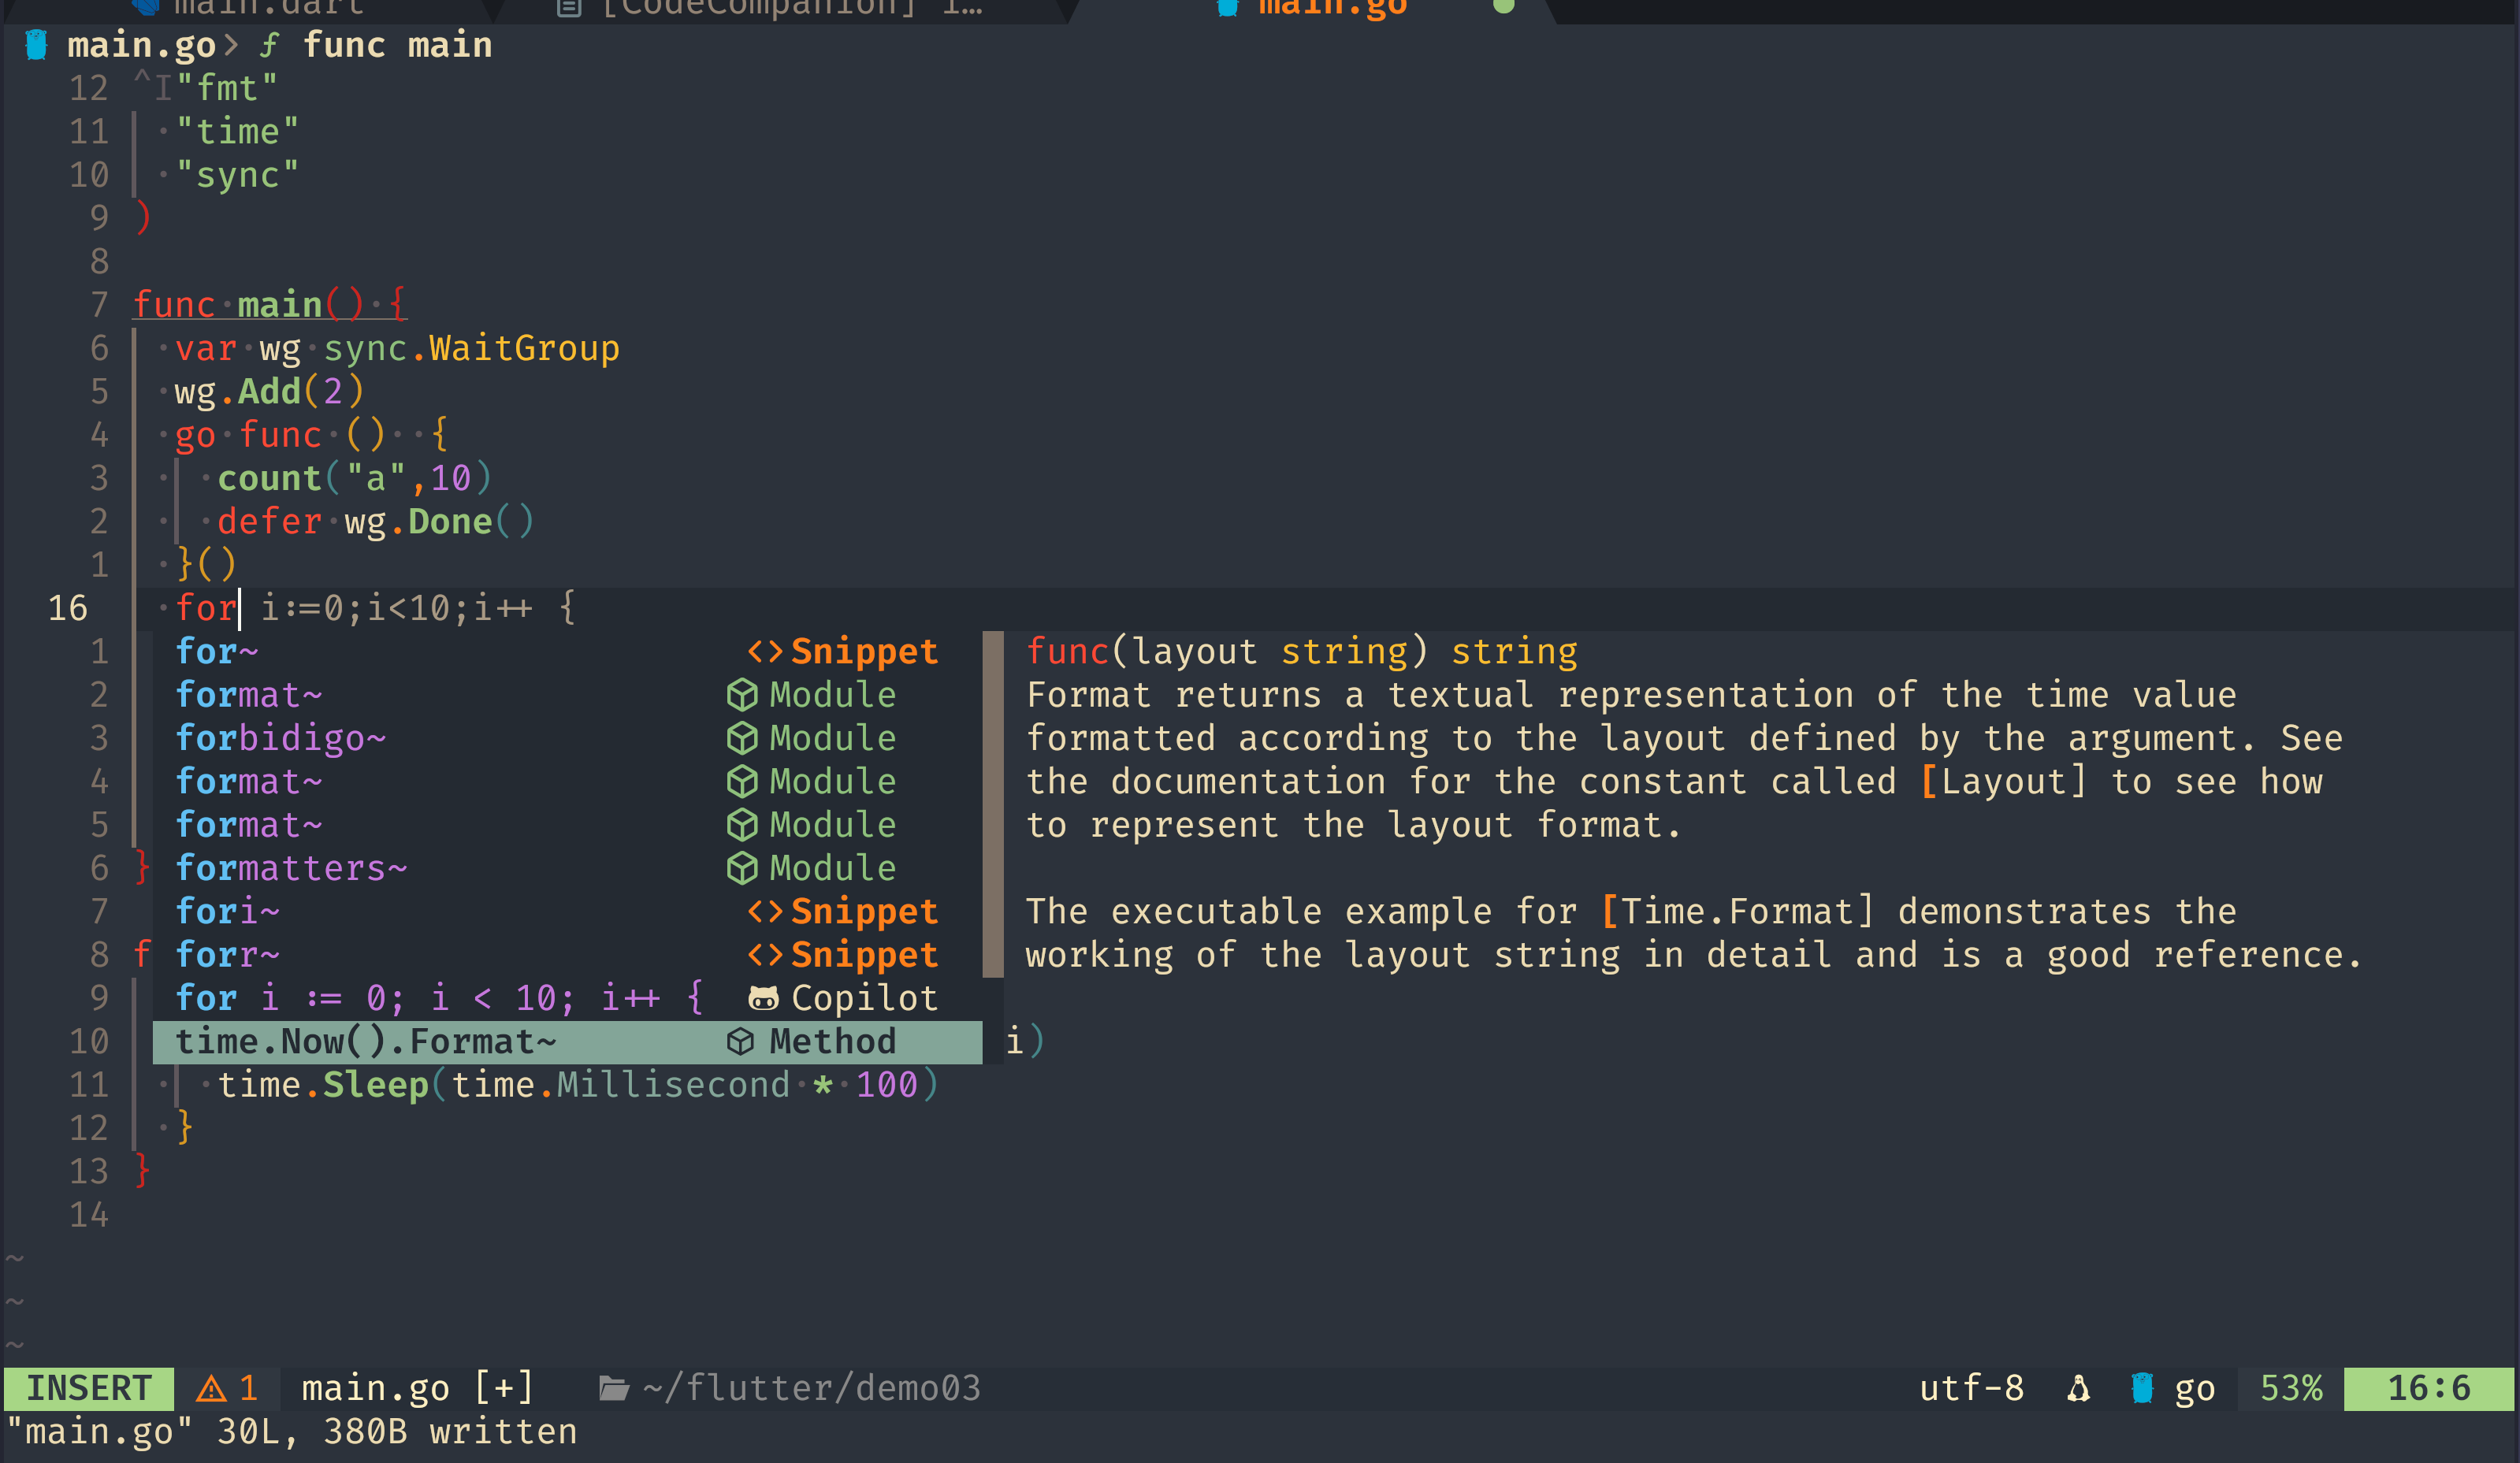 main.dart [CodeCompanion] 1… main.go
main.go> ƒ func main
12 ^I"fmt"
11 ·"time"
10 ·"sync"
9 )
8
7 func·main()·{
6 ·var·wg·sync.WaitGroup
5 ·wg.Add(2)
4 ·go·func·()··{
3 · ·count("a",10)
2 · ·defer·wg.Done()
1 ·}()
16 ·for i:=0;i<10;i++ {
1 for~ <>Snippet func(layout string) string
2 format~ Module Format returns a textual representation of the time value
3 forbidigo~ Module formatted according to the layout defined by the argument. See
4 format~ Module the documentation for the constant called [Layout] to see how
5 format~ Module to represent the layout format.
6 } formatters~ Module
7 fori~ <>Snippet The executable example for [Time.Format] demonstrates the
8 f forr~ <>Snippet working of the layout string in detail and is a good reference.
9 for i := 0; i < 10; i++ { Copilot
10 time.Now().Format~ Method i)
11 · ·time.Sleep(time.Millisecond·*·100)
12 ·}
13 }
14
~
~
~
INSERT 1 main.go [+] ~/flutter/demo03 utf-8 go 53% 16:6
"main.go" 30L, 380B written